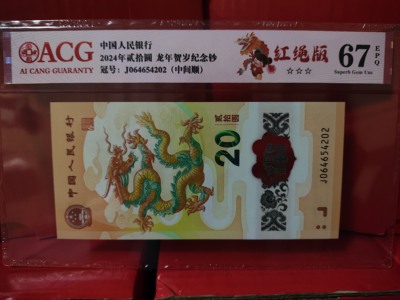 ACG
AI CANG GUARANTY
中国人民银行
2024年贰拾圆 龙年贺岁纪念钞
冠号：J064654202（中间顺）
红绳版
☆☆☆
67
EPQ
Superb Gem Unc
中国人民银行
贰拾圆
20
J064654202